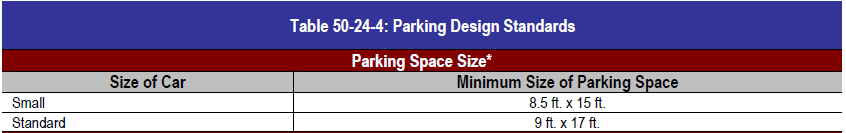 Table 50-24-4: Parking Design Standards
Parking Space Size*
Size of Car Minimum Size of Parking Space
Small 8.5 ft. x 15 ft.
Standard 9 ft. x 17 ft.